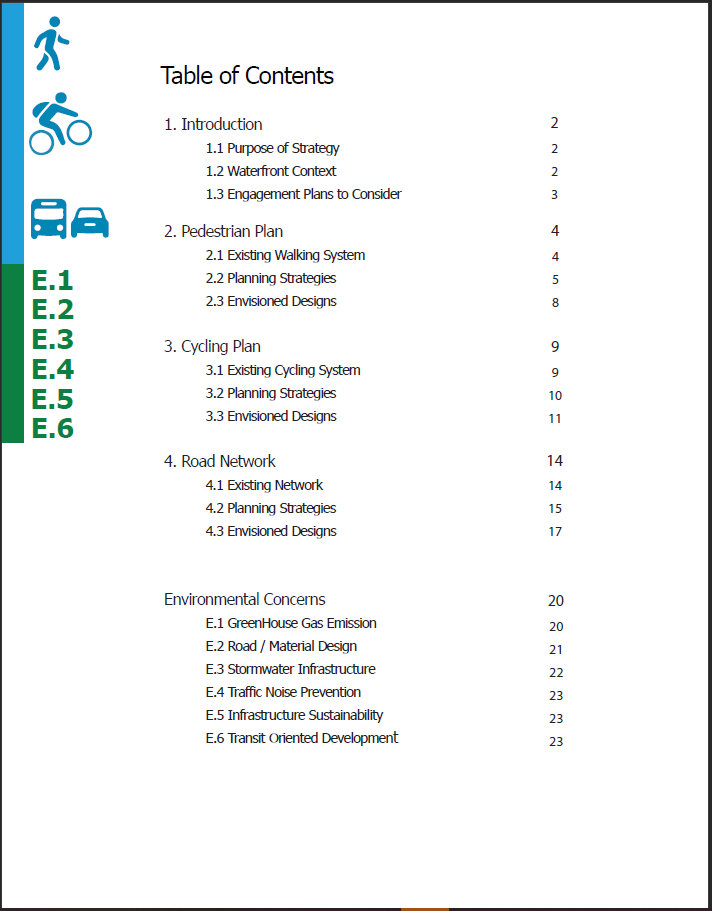 Table of Contents
1. Introduction 2
1.1 Purpose of Strategy 2
1.2 Waterfront Context 2
1.3 Engagement Plans to Consider 3
2. Pedestrian Plan 4
2.1 Existing Walking System 4
2.2 Planning Strategies 5
2.3 Envisioned Designs 8
3. Cycling Plan 9
3.1 Existing Cycling System 9
3.2 Planning Strategies 10
3.3 Envisioned Designs 11
4. Road Network 14
4.1 Existing Network 14
4.2 Planning Strategies 15
4.3 Envisioned Designs 17
Environmental Concerns 20
E.1 GreenHouse Gas Emission 20
E.2 Road / Material Design 21
E.3 Stormwater Infrastructure 22
E.4 Traffic Noise Prevention 23
E.5 Infrastructure Sustainability 23
E.6 Transit Oriented Development 23
E.1
E.2
E.3
E.4
E.5
E.6